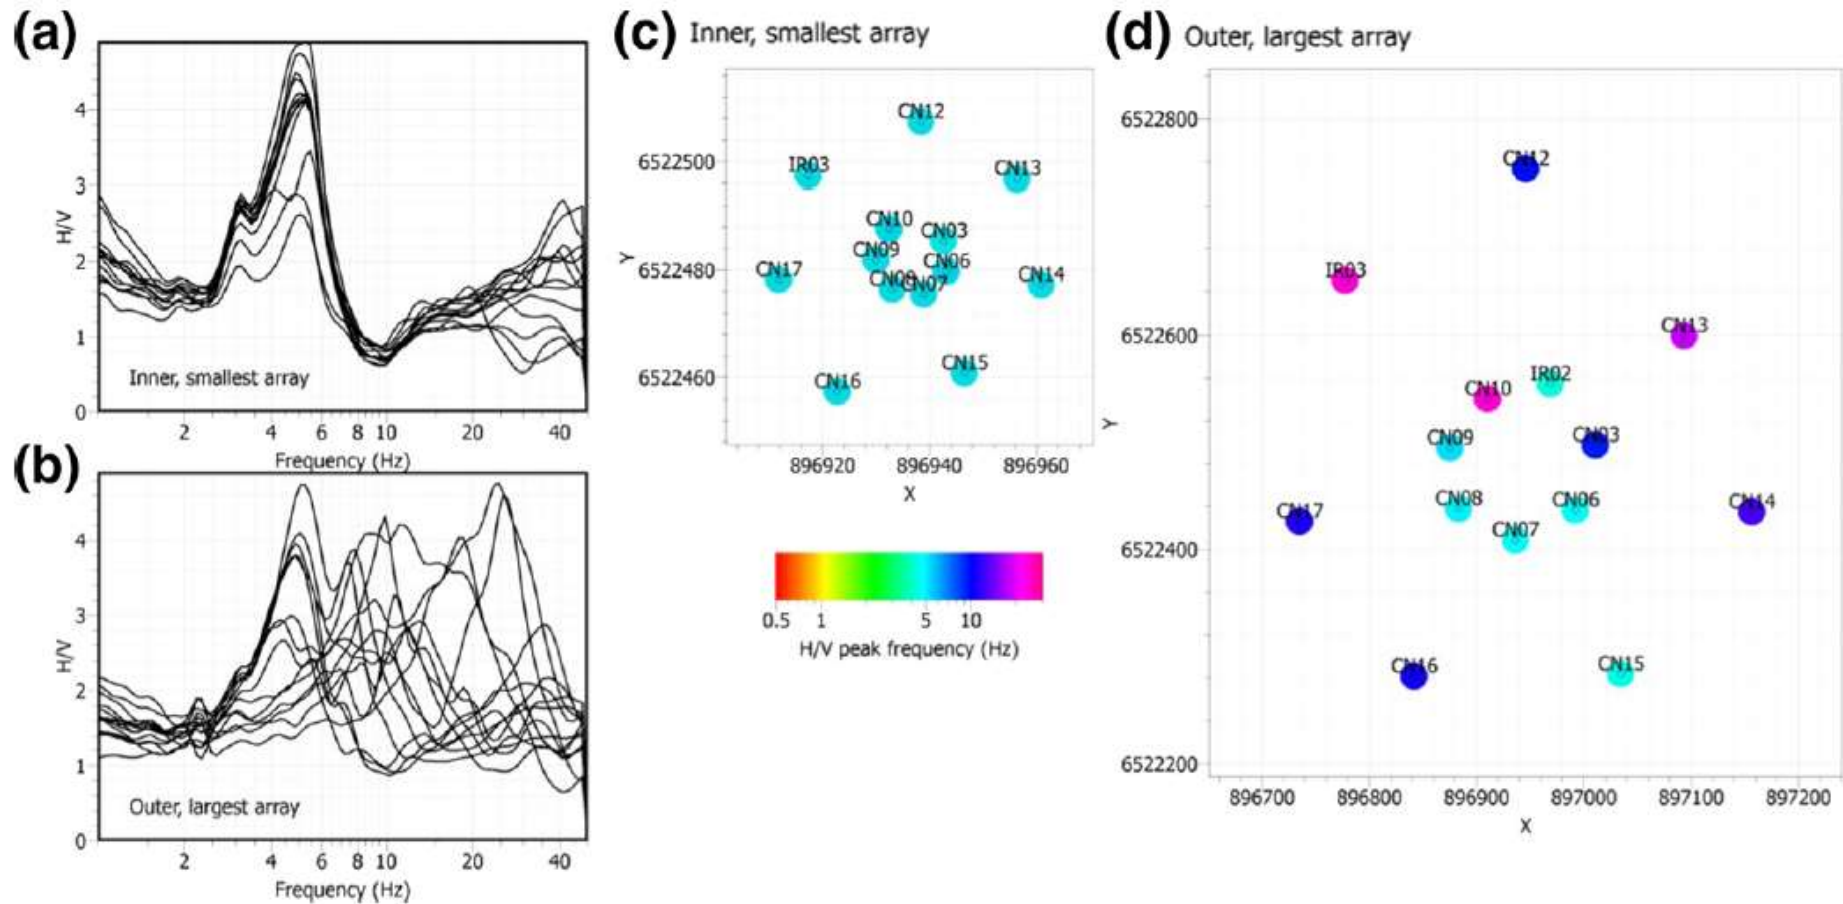 (a)
4
3
2
1
0
H/V
Inner, smallest array
2 4 6 8 10 20 40
Frequency (Hz)
(b)
4
3
2
1
0
H/V
Outer, largest array
2 4 6 8 10 20 40
Frequency (Hz)
(c) Inner, smallest array
6522500
6522480
6522460
Y
CN12
IR03
CN13
CN10
CN03
CN09
CN06
CN17
CN07
CN14
CN15
CN16
896920 896940 896960
X
0.5 1 5 10
H/V peak frequency (Hz)
(d) Outer, largest array
6522800
6522600
6522400
6522200
Y
CN12
IR03
CN13
IR02
CN10
CN03
CN09
CN08
CN06
CN14
CN17
CN07
CN16
CN15
896700 896800 896900 897000 897100 897200
X